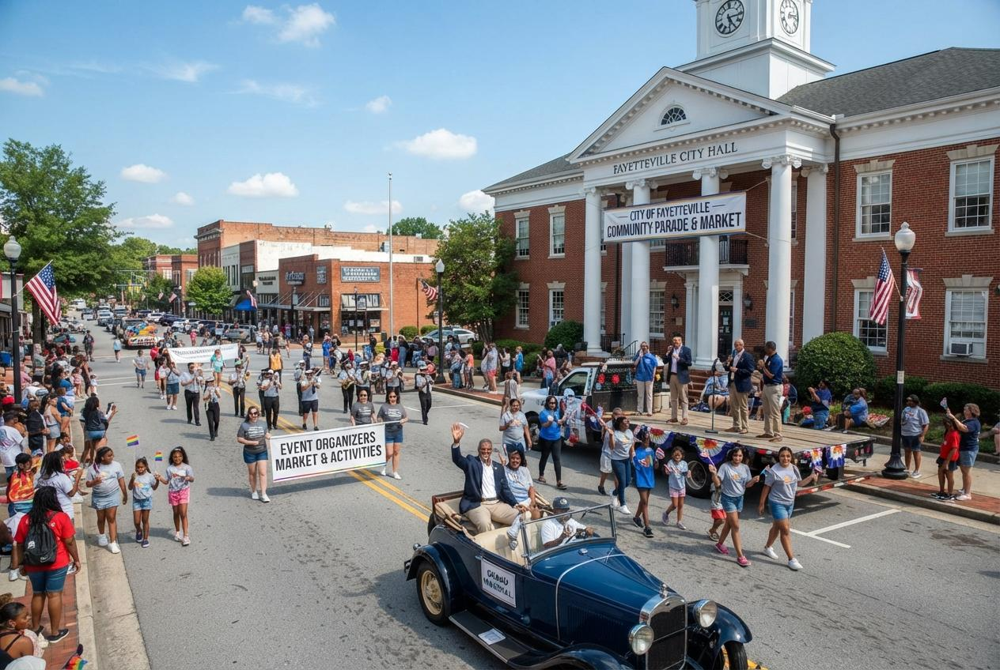 FAYETTEVILLE CITY HALL
CITY OF FAYETTEVILLE
COMMUNITY PARADE & MARKET
EVENT ORGANIZERS
MARKET & ACTIVITIES